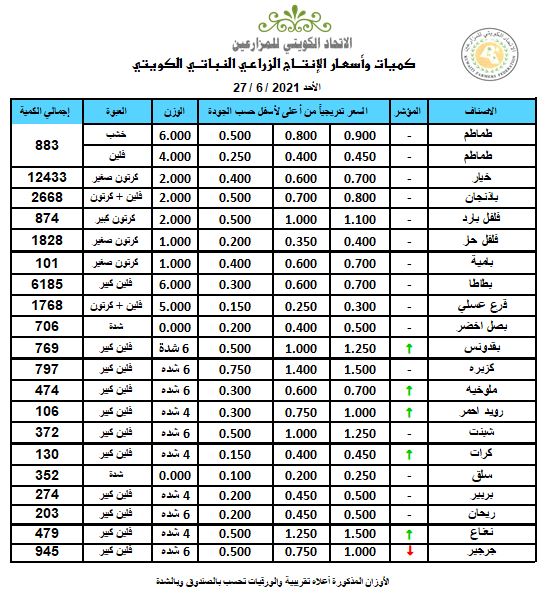 الاتحاد الكويتي للمزارعين
كميات وأسعار الإنتاج الزراعي النباتي الكويتي
الأحد 27 / 6 / 2021
الاصناف المؤشر السعر تدريجياً من أعلى لأسفل حسب الجودة الوزن العبوة إجمالي الكمية
طماطم - 0.900 0.800 0.500 6.000 خشب 883
طماطم - 0.450 0.400 0.250 4.000 فلين
خيار - 0.700 0.600 0.400 2.000 كرتون صغير 12433
باذنجان - 0.800 0.700 0.500 2.000 فلين + كرتون 2668
فلفل بارد - 1.100 1.000 0.500 2.000 كرتون كبير 874
فلفل حار - 0.400 0.350 0.200 1.000 كرتون صغير 1828
بامية - 0.700 0.600 0.400 1.000 كرتون صغير 101
بطاطا - 0.700 0.600 0.300 6.000 فلين كبير 6185
قرع عسلي - 0.300 0.250 0.150 5.000 فلين + كرتون 1768
بصل اخضر - 0.500 0.400 0.200 0.000 شدة 706
بقدونس ↑ 1.250 1.000 0.500 6 شدة فلين كبير 769
كزبره - 1.500 1.400 0.750 6 شده فلين كبير 797
ملوخيه ↑ 0.700 0.600 0.300 6 شده فلين كبير 474
رويد احمر ↑ 1.000 0.750 0.300 4 شده فلين كبير 106
شبنت - 1.250 1.000 0.500 6 شده فلين كبير 372
كرات ↑ 0.450 0.400 0.150 4 شده فلين كبير 130
سلق - 0.250 0.200 0.100 0.000 شدة 352
بربير - 0.500 0.450 0.200 4 شده فلين كبير 274
ريحان - 0.500 0.450 0.200 6 شده فلين كبير 203
نعناع ↑ 1.500 1.250 0.500 4 شده فلين كبير 479
جرجير ↓ 1.000 0.750 0.500 6 شده فلين كبير 945
الأوزان المذكورة أعلاه تقريبية والورقيات تحسب بالصندوق وبالشدة